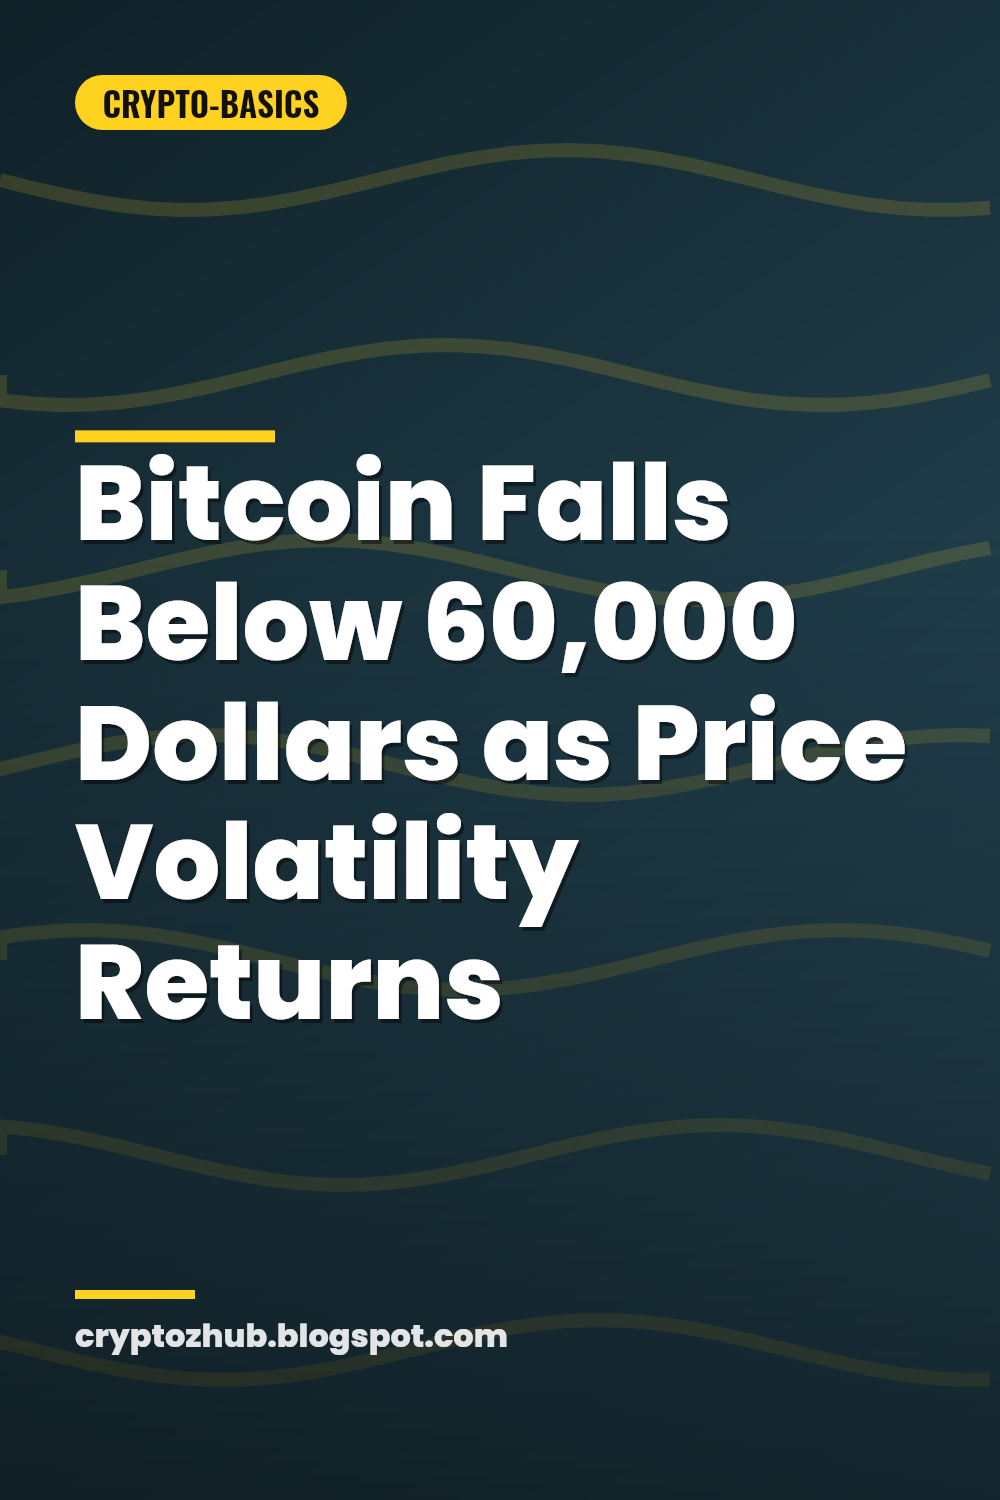 CRYPTO-BASICS
Bitcoin Falls
Below 60,000
Dollars as Price
Volatility
Returns
cryptozhub.blogspot.com